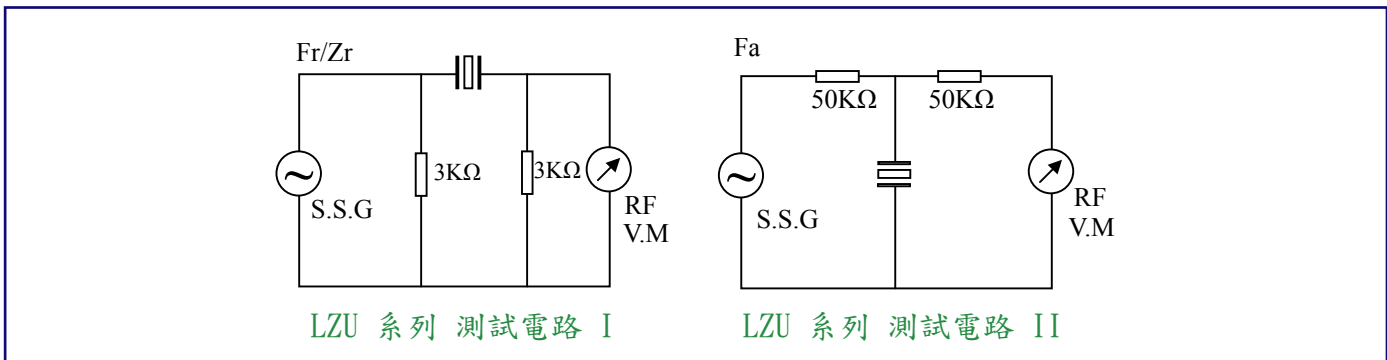 Fr/Zr
3KΩ
3KΩ
S.S.G
RF
V.M
LZU 系列 測試電路 I
Fa
50KΩ
50KΩ
S.S.G
RF
V.M
LZU 系列 測試電路 II